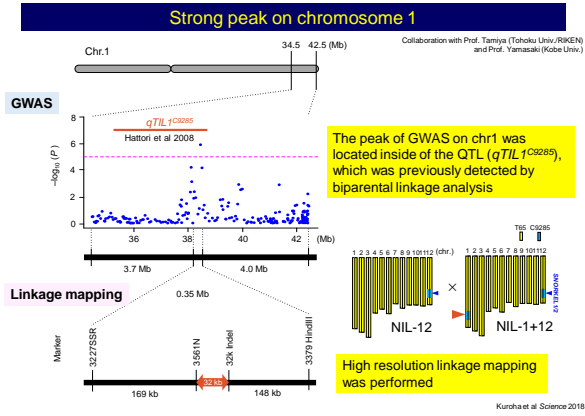 Strong peak on chromosome 1
Collaboration with Prof. Tamiya (Tohoku Univ./RIKEN)
and Prof. Yamasaki (Kobe Univ.)
34.5 42.5 (Mb)
Chr.1
GWAS
qTIL1^C9285
Hattori et al 2008
8
6
4
2
0
−log10 (P)
36 38 40 42 (Mb)
The peak of GWAS on chr1 was
located inside of the QTL (qTIL1^C9285),
which was previously detected by
biparental linkage analysis
3.7 Mb 4.0 Mb
0.35 Mb
Linkage mapping
T65 C9285
1 2 3 4 5 6 7 8 9 10 11 12 (chr.)
1 2 3 4 5 6 7 8 9 10 11 12
SNORKEL1/2
×
NIL-12 NIL-1+12
Marker
3227SSR
3561N
32k Indel
3379 HindIII
32 kb
169 kb 148 kb
High resolution linkage mapping
was performed
Kuroha et al Science 2018